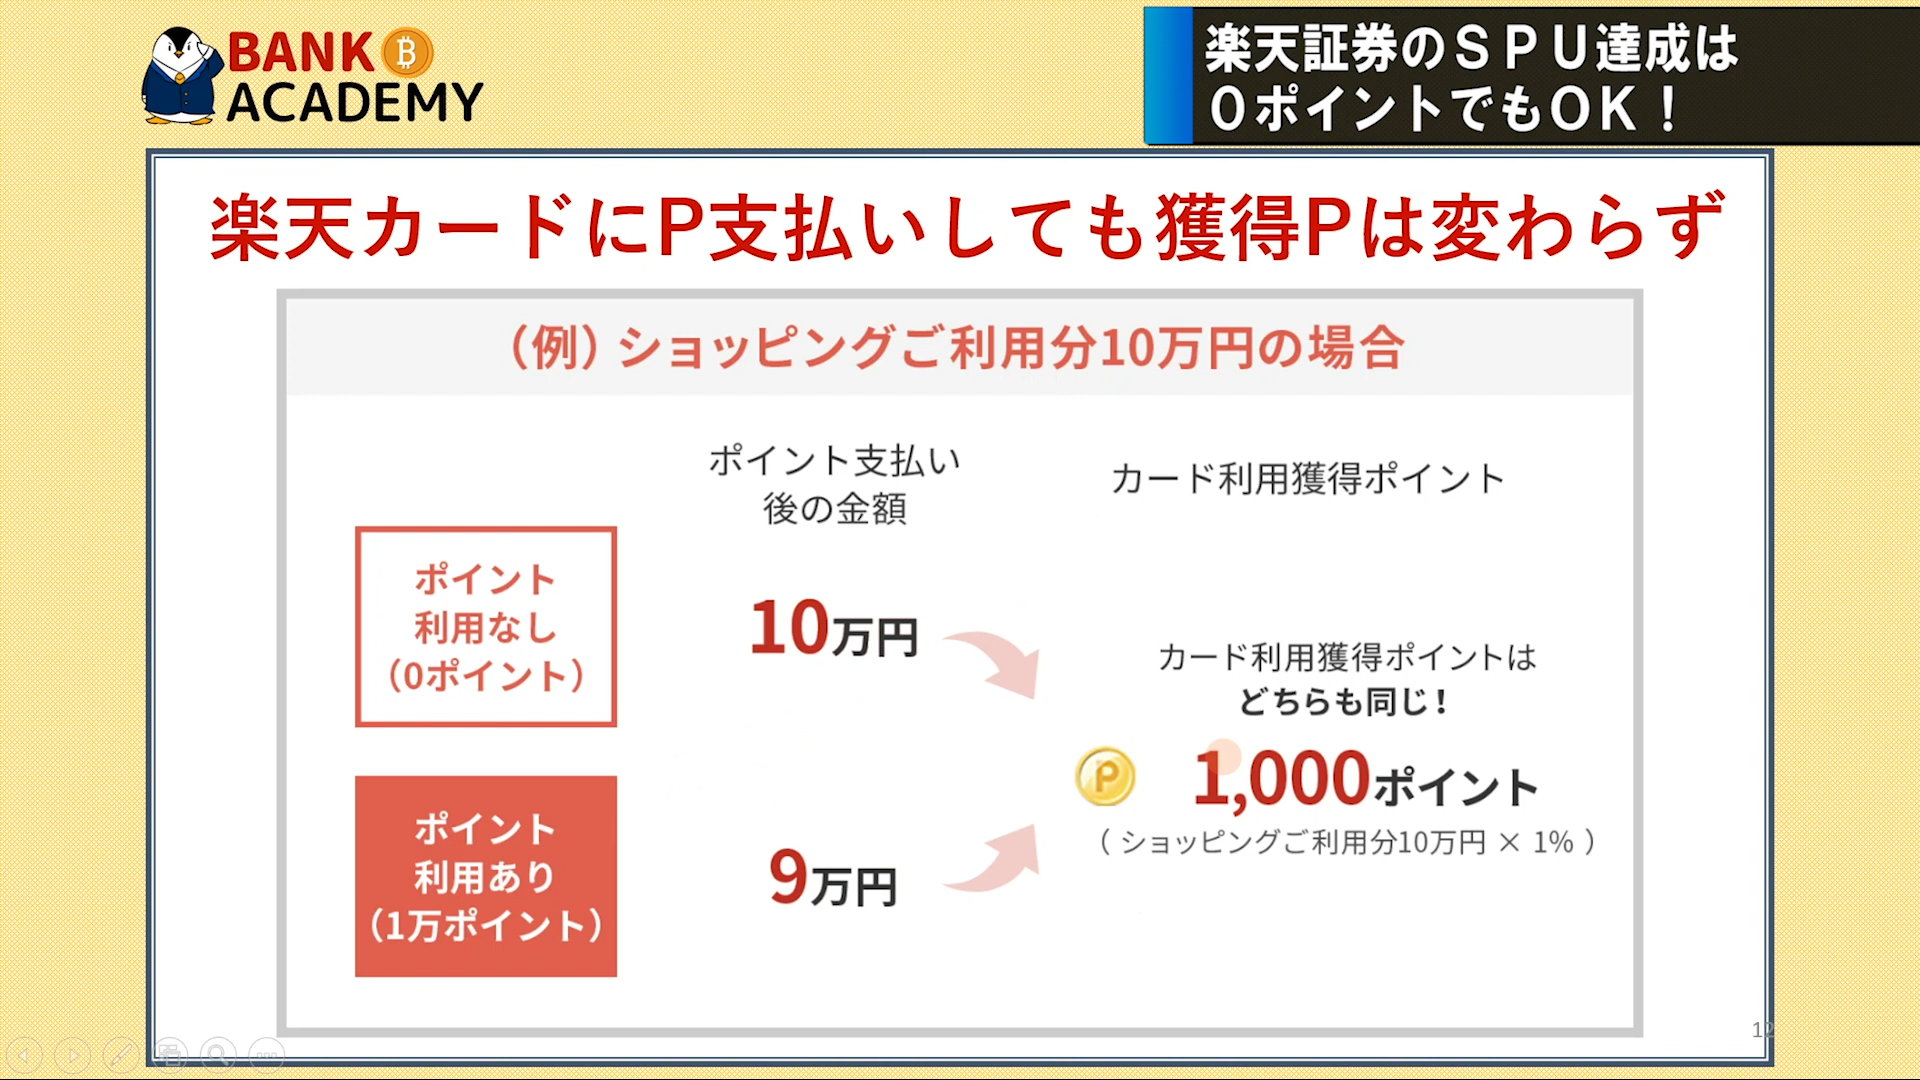 BANK
ACADEMY
楽天証券のＳＰＵ達成は
０ポイントでもＯＫ！
楽天カードにP支払いしても獲得Pは変わらず
（例）ショッピングご利用分10万円の場合
ポイント支払い
後の金額
カード利用獲得ポイント
ポイント
利用なし
（0ポイント）
10万円
カード利用獲得ポイントは
どちらも同じ！
P
1,000ポイント
（ ショッピングご利用分10万円 × 1% ）
ポイント
利用あり
（1万ポイント）
9万円
12